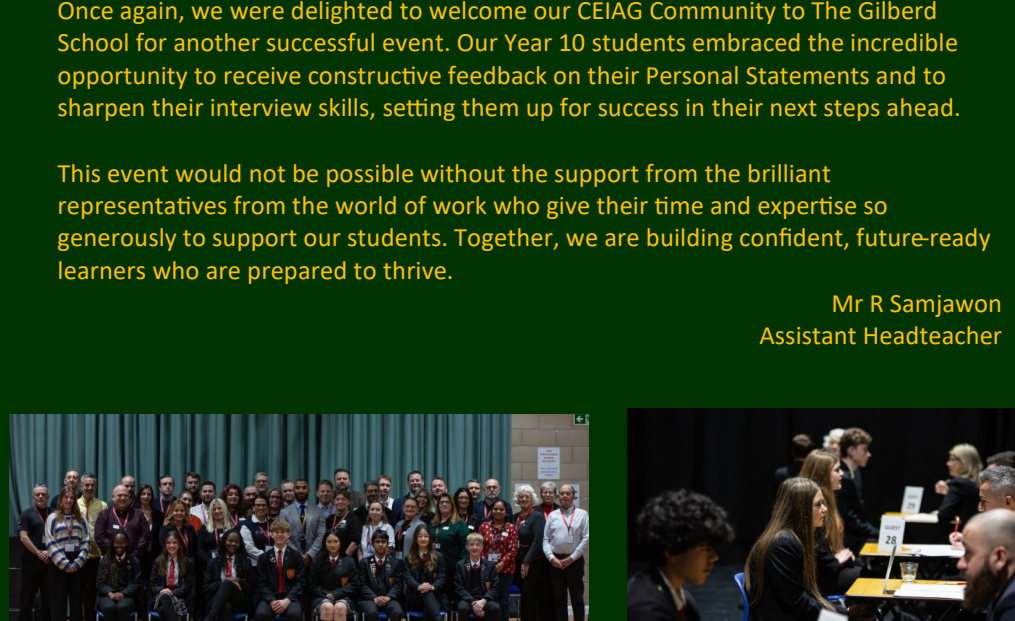 Once again, we were delighted to welcome our CEIAG Community to The Gilberd
School for another successful event. Our Year 10 students embraced the incredible
opportunity to receive constructive feedback on their Personal Statements and to
sharpen their interview skills, setting them up for success in their next steps ahead.
This event would not be possible without the support from the brilliant
representatives from the world of work who give their time and expertise so
generously to support our students. Together, we are building confident, future-ready
learners who are prepared to thrive.
Mr R Samjawon
Assistant Headteacher
GUEST
28